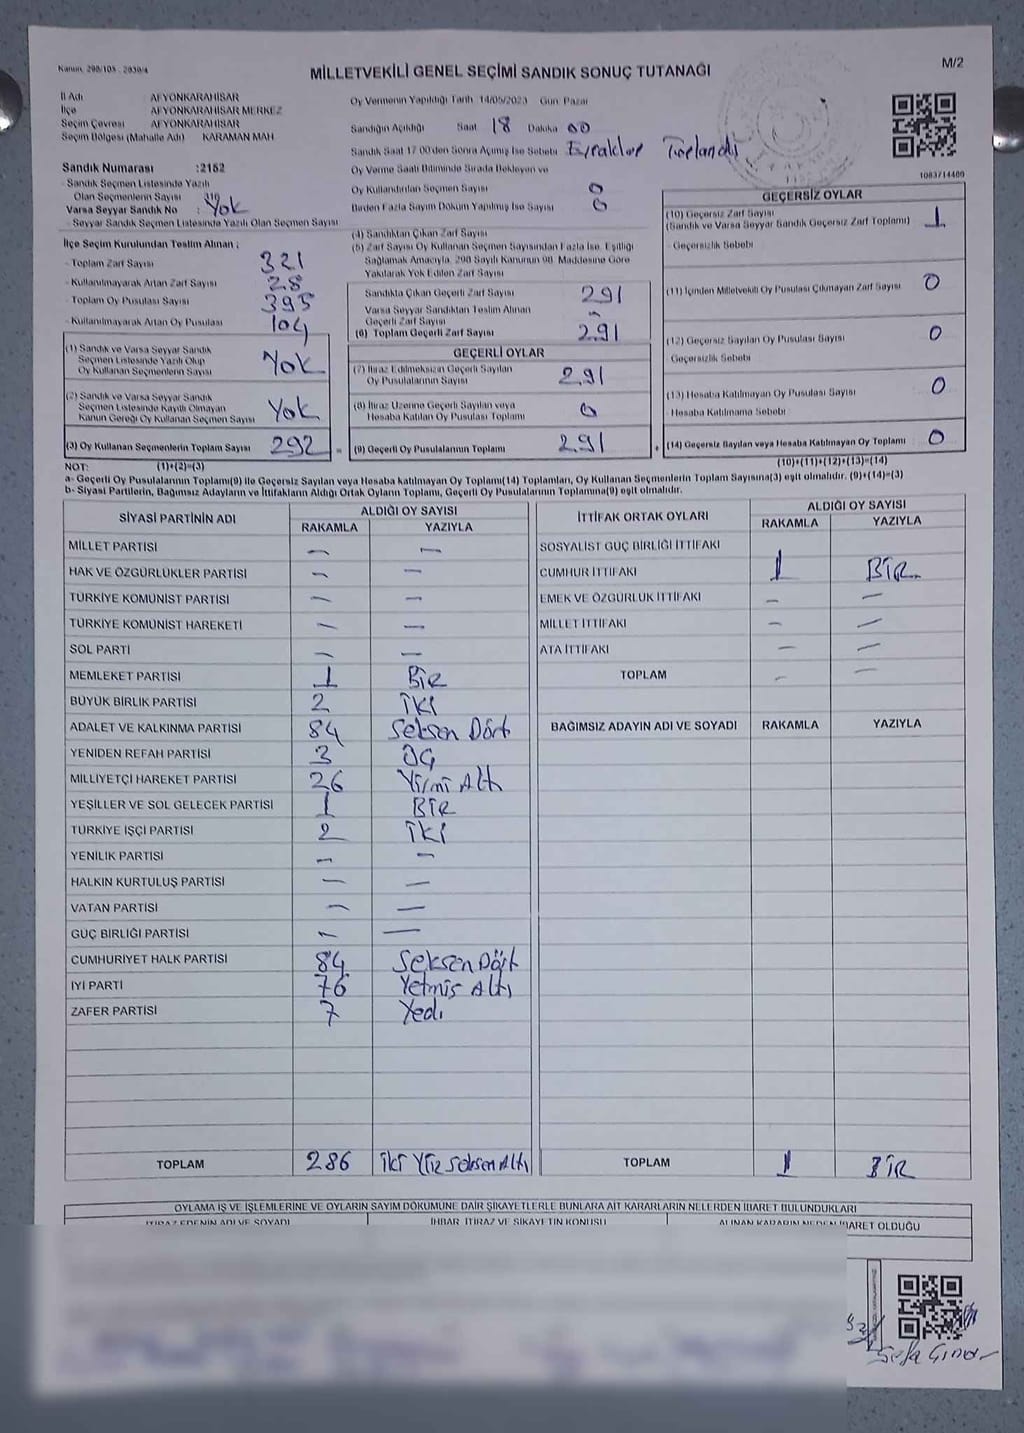 Kanun: 298/105 - 2839/4
MİLLETVEKİLİ GENEL SEÇİMİ SANDIK SONUÇ TUTANAĞI
M/2
İl Adı AFYONKARAHİSAR
İlçe AFYONKARAHİSAR MERKEZ
Seçim Çevresi AFYONKARAHİSAR
Seçim Bölgesi (Mahalle Adı) KARAMAN MAH
Oy Vermenin Yapıldığı Tarih 14/05/2023 Gün Pazar
Sandığın Açıldığı Saat 18 Dakika 00
Sandık Saat 17:00'den Sonra Açılmış İse Sebebi Evraklar Toplandı
Sandık Numarası :2152
- Sandık Seçmen Listesinde Yazılı
Olan Seçmenlerin Sayısı
Varsa Seyyar Sandık No : Yok
- Seyyar Sandık Seçmen Listesinde Yazılı Olan Seçmen Sayısı
Oy Verme Saati Bitiminde Sırada Bekleyen ve
Oy Kullandırılan Seçmen Sayısı 0
Birden Fazla Sayım Döküm Yapılmış İse Sayısı 0
1083714400
İlçe Seçim Kurulundan Teslim Alınan :
- Toplam Zarf Sayısı 321
- Kullanılmayarak Artan Zarf Sayısı 28
- Toplam Oy Pusulası Sayısı 395
- Kullanılmayarak Artan Oy Pusulası 104
(1) Sandık ve Varsa Seyyar Sandık
Seçmen Listesinde Yazılı Olup
Oy Kullanan Seçmenlerin Sayısı Yok
(2) Sandık ve Varsa Seyyar Sandık
Seçmen Listesinde Kayıtlı Olmayan
Kanun Gereği Oy Kullanan Seçmen Sayısı Yok
(3) Oy Kullanan Seçmenlerin Toplam Sayısı 292 =
(4) Sandıktan Çıkan Zarf Sayısı
(5) Zarf Sayısı Oy Kullanan Seçmen Sayısından Fazla İse, Eşitliği
Sağlamak Amacıyla, 298 Sayılı Kanunun 98. Maddesine Göre
Yakılarak Yok Edilen Zarf Sayısı
Sandıkta Çıkan Geçerli Zarf Sayısı 291
Varsa Seyyar Sandıktan Teslim Alınan
Geçerli Zarf Sayısı –
(6) Toplam Geçerli Zarf Sayısı 291
GEÇERLİ OYLAR
(7) İtiraz Edilmeksizin Geçerli Sayılan
Oy Pusulalarının Sayısı 291
(8) İtiraz Üzerine Geçerli Sayılan veya
Hesaba Katılan Oy Pusulası Toplamı 0
(9) Geçerli Oy Pusulalarının Toplamı 291 +
GEÇERSİZ OYLAR
(10) Geçersiz Zarf Sayısı
(Sandık ve Varsa Seyyar Sandık Geçersiz Zarf Toplamı) 1
- Geçersizlik Sebebi
(11) İçinden Milletvekili Oy Pusulası Çıkmayan Zarf Sayısı 0
(12) Geçersiz Sayılan Oy Pusulası Sayısı 0
Geçersizlik Sebebi
(13) Hesaba Katılmayan Oy Pusulası Sayısı 0
- Hesaba Katılmama Sebebi
(14) Geçersiz Sayılan veya Hesaba Katılmayan Oy Toplamı 0
NOT: (1)+(2)=(3)
(10)+(11)+(12)+(13)=(14)
a- Geçerli Oy Pusulalarının Toplamı(9) ile Geçersiz Sayılan veya Hesaba katılmayan Oy Toplamı(14) Toplamları, Oy Kullanan Seçmenlerin Toplam Sayısına(3) eşit olmalıdır. (9)+(14)=(3)
b- Siyasi Partilerin, Bağımsız Adayların ve İttifakların Aldığı Ortak Oyların Toplamı, Geçerli Oy Pusulalarının Toplamına(9) eşit olmalıdır.
SİYASİ PARTİNİN ADI ALDIĞI OY SAYISI
RAKAMLA YAZIYLA
MİLLET PARTİSİ – –
HAK VE ÖZGÜRLÜKLER PARTİSİ – –
TÜRKİYE KOMÜNİST PARTİSİ – –
TÜRKİYE KOMÜNİST HAREKETİ – –
SOL PARTİ – –
MEMLEKET PARTİSİ 1 BİR
BÜYÜK BİRLİK PARTİSİ 2 İKİ
ADALET VE KALKINMA PARTİSİ 84 Seksen Dört
YENİDEN REFAH PARTİSİ 3 ÜÇ
MİLLİYETÇİ HAREKET PARTİSİ 26 Yirmi Altı
YEŞİLLER VE SOL GELECEK PARTİSİ 1 BİR
TÜRKİYE İŞÇİ PARTİSİ 2 İKİ
YENİLİK PARTİSİ – –
HALKIN KURTULUŞ PARTİSİ – –
VATAN PARTİSİ – –
GÜÇ BİRLİĞİ PARTİSİ – –
CUMHURİYET HALK PARTİSİ 84 Seksen Dört
İYİ PARTİ 76 Yetmiş Altı
ZAFER PARTİSİ 7 Yedi
TOPLAM 286 İki Yüz Seksen Altı
İTTİFAK ORTAK OYLARI ALDIĞI OY SAYISI
RAKAMLA YAZIYLA
SOSYALİST GÜÇ BİRLİĞİ İTTİFAKI
CUMHUR İTTİFAKI 1 BİR
EMEK VE ÖZGÜRLÜK İTTİFAKI – –
MİLLET İTTİFAKI – –
ATA İTTİFAKI – –
TOPLAM – –
BAĞIMSIZ ADAYIN ADI VE SOYADI RAKAMLA YAZIYLA
TOPLAM 1 BİR
OYLAMA İŞ VE İŞLEMLERİNE VE OYLARIN SAYIM DÖKÜMÜNE DAİR ŞİKAYETLERLE BUNLARA AİT KARARLARIN NELERDEN İBARET BULUNDUKLARI
İTİRAZ EDENİN ADI VE SOYADI İHBAR, İTİRAZ VE ŞİKAYETİN KONUSU ALINAN KARARIN NEDEN İBARET OLDUĞU